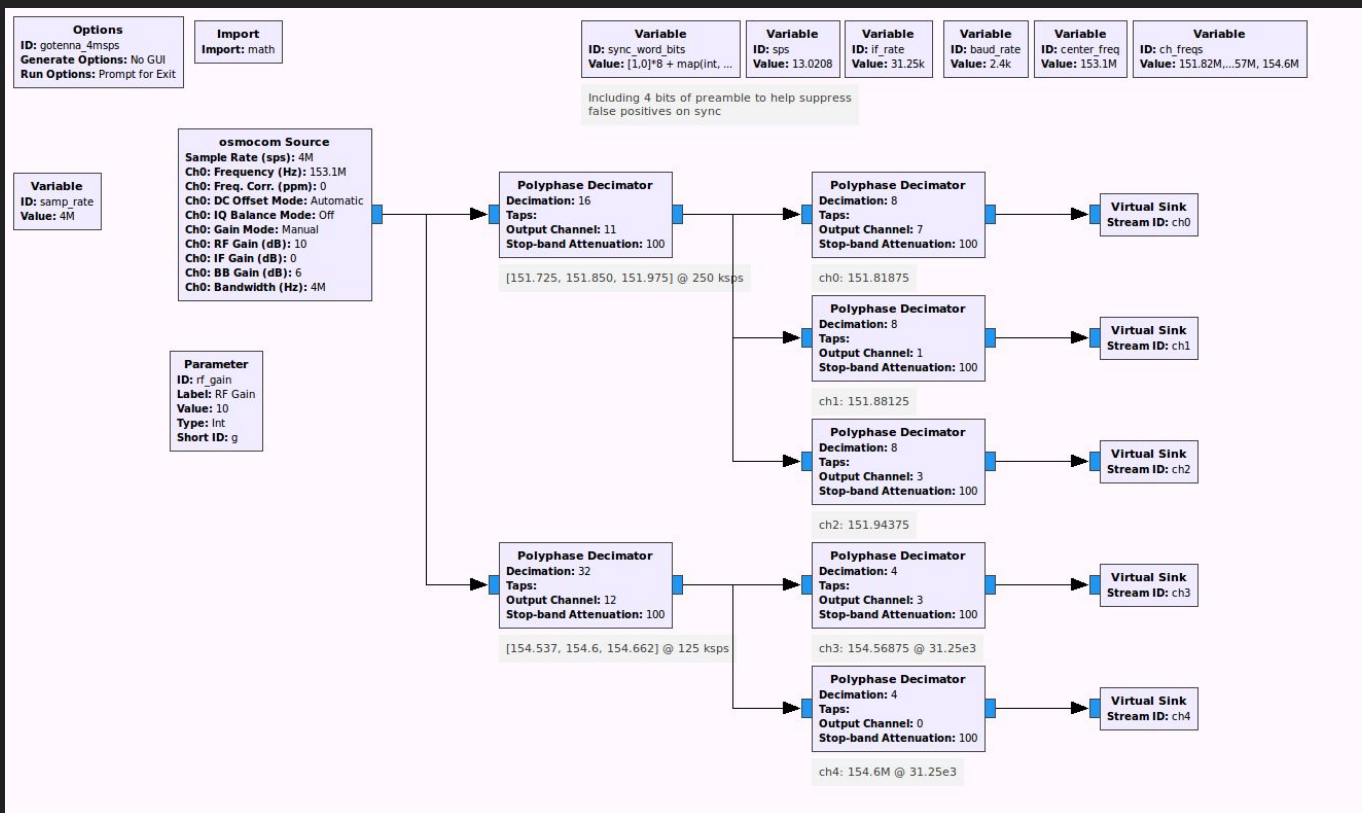 Options
ID: gotenna_4msps
Generate Options: No GUI
Run Options: Prompt for Exit
Import
Import: math
Variable
ID: sync_word_bits
Value: [1,0]*8 + map(int, ...
Variable
ID: sps
Value: 13.0208
Variable
ID: if_rate
Value: 31.25k
Variable
ID: baud_rate
Value: 2.4k
Variable
ID: center_freq
Value: 153.1M
Variable
ID: ch_freqs
Value: 151.82M,...57M, 154.6M
Including 4 bits of preamble to help suppress
false positives on sync
Variable
ID: samp_rate
Value: 4M
osmocom Source
Sample Rate (sps): 4M
Ch0: Frequency (Hz): 153.1M
Ch0: Freq. Corr. (ppm): 0
Ch0: DC Offset Mode: Automatic
Ch0: IQ Balance Mode: Off
Ch0: Gain Mode: Manual
Ch0: RF Gain (dB): 10
Ch0: IF Gain (dB): 0
Ch0: BB Gain (dB): 6
Ch0: Bandwidth (Hz): 4M
Parameter
ID: rf_gain
Label: RF Gain
Value: 10
Type: Int
Short ID: g
Polyphase Decimator
Decimation: 16
Taps:
Output Channel: 11
Stop-band Attenuation: 100
[151.725, 151.850, 151.975] @ 250 ksps
Polyphase Decimator
Decimation: 8
Taps:
Output Channel: 7
Stop-band Attenuation: 100
ch0: 151.81875
Virtual Sink
Stream ID: ch0
Polyphase Decimator
Decimation: 8
Taps:
Output Channel: 1
Stop-band Attenuation: 100
ch1: 151.88125
Virtual Sink
Stream ID: ch1
Polyphase Decimator
Decimation: 8
Taps:
Output Channel: 3
Stop-band Attenuation: 100
ch2: 151.94375
Virtual Sink
Stream ID: ch2
Polyphase Decimator
Decimation: 32
Taps:
Output Channel: 12
Stop-band Attenuation: 100
[154.537, 154.6, 154.662] @ 125 ksps
Polyphase Decimator
Decimation: 4
Taps:
Output Channel: 3
Stop-band Attenuation: 100
ch3: 154.56875 @ 31.25e3
Virtual Sink
Stream ID: ch3
Polyphase Decimator
Decimation: 4
Taps:
Output Channel: 0
Stop-band Attenuation: 100
ch4: 154.6M @ 31.25e3
Virtual Sink
Stream ID: ch4